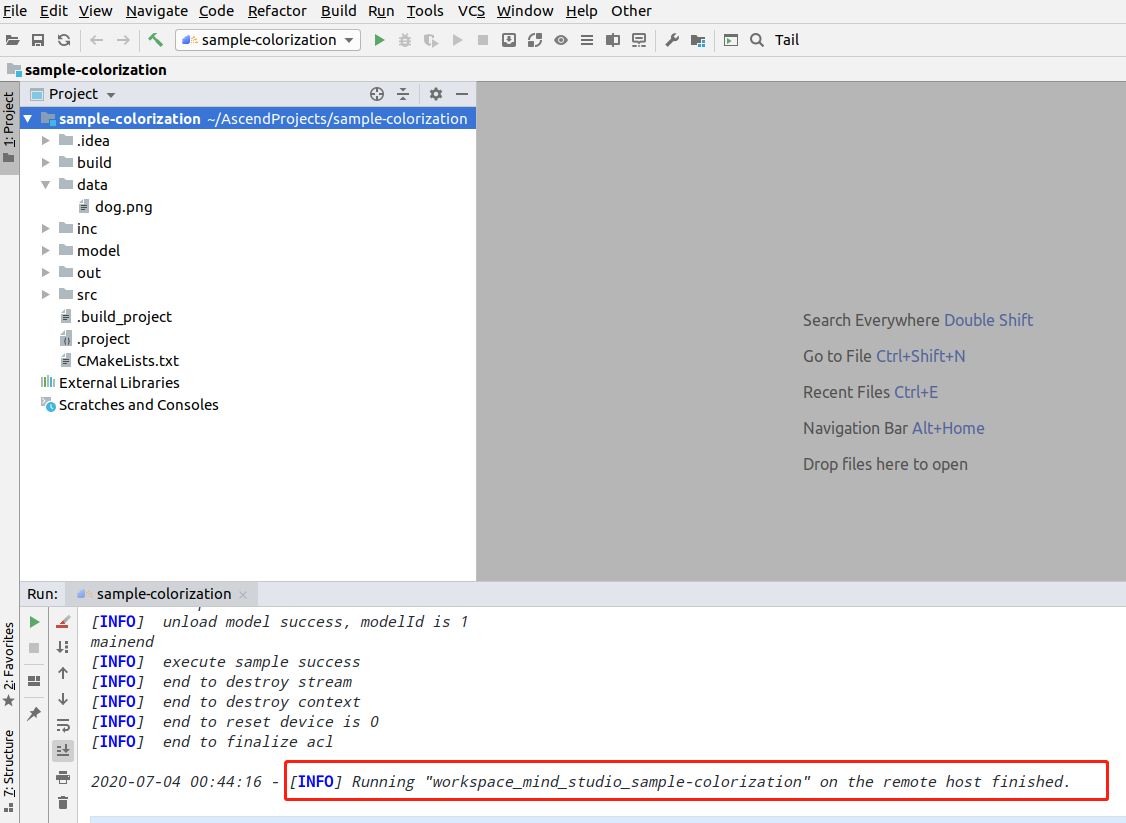 File Edit View Navigate Code Refactor Build Run Tools VCS Window Help Other
sample-colorization Tail
sample-colorization
1: Project
Project
sample-colorization ~/AscendProjects/sample-colorization
.idea
build
data
dog.png
inc
model
out
src
.build_project
.project
CMakeLists.txt
External Libraries
Scratches and Consoles
Search Everywhere Double Shift
Go to File Ctrl+Shift+N
Recent Files Ctrl+E
Navigation Bar Alt+Home
Drop files here to open
2: Favorites
7: Structure
Run: sample-colorization
[INFO] unload model success, modelId is 1
mainend
[INFO] execute sample success
[INFO] end to destroy stream
[INFO] end to destroy context
[INFO] end to reset device is 0
[INFO] end to finalize acl
2020-07-04 00:44:16 - [INFO] Running "workspace_mind_studio_sample-colorization" on the remote host finished.